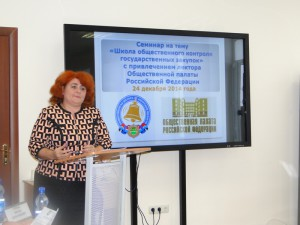 Семинар на тему
«Школа общественного контроля
государственных закупок»
с привлечением лектора
Общественной палаты
Российской Федерации
24 декабря 2014 года
ОБЩЕСТВЕННАЯ ПАЛАТА
РОССИЙСКОЙ ФЕДЕРАЦИИ